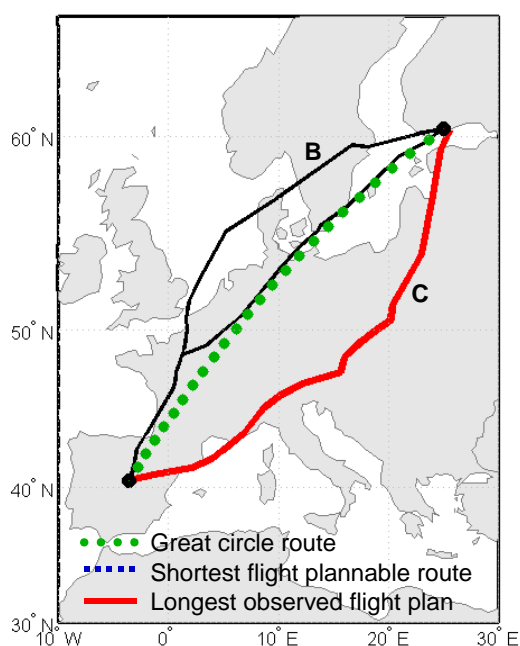 B
60° N
C
50° N
40° N
Great circle route
Shortest flight plannable route
Longest observed flight plan
30° N
10° W 0° 10° E 20° E 30° E